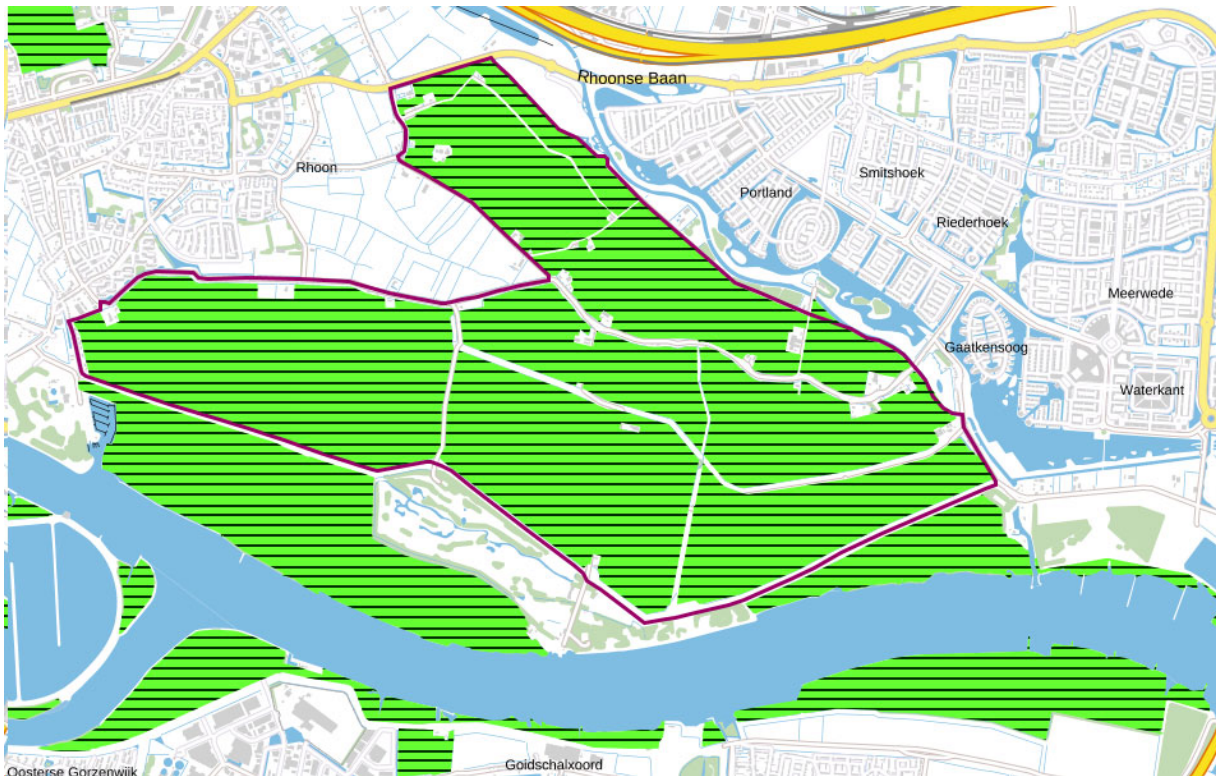 Rhoonse Baan
Rhoon
Smitshoek
Portland
Riederhoek
Meerwede
Gaatkensoog
Waterkant
Goidschalxoord
Oosterse Gorzenwijk